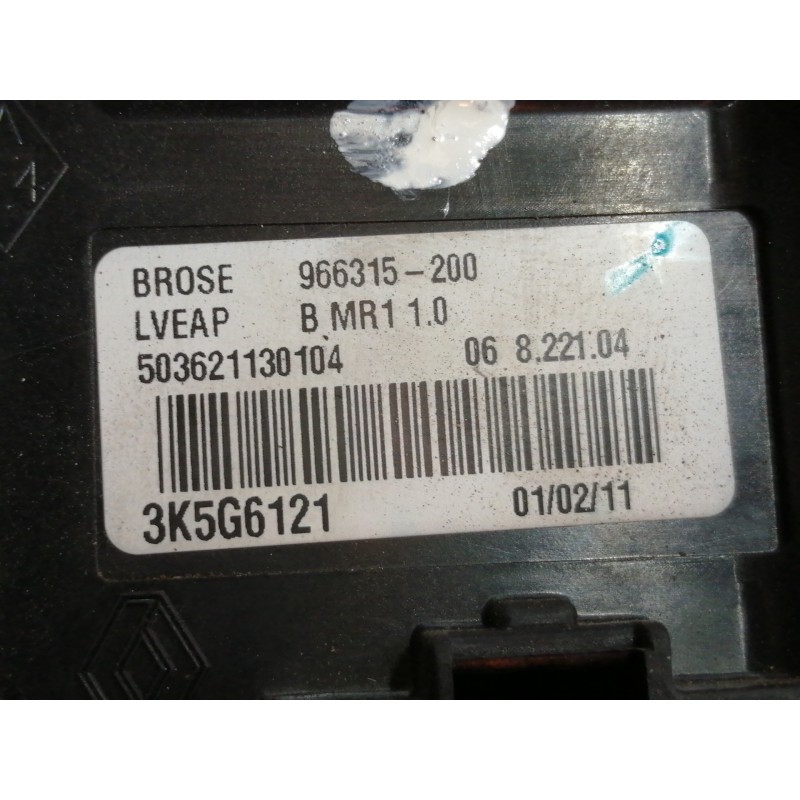 BROSE 966315-200
LVEAP B MR1 1.0
503621130104 06 8.221.04
3K5G6121 01/02/11